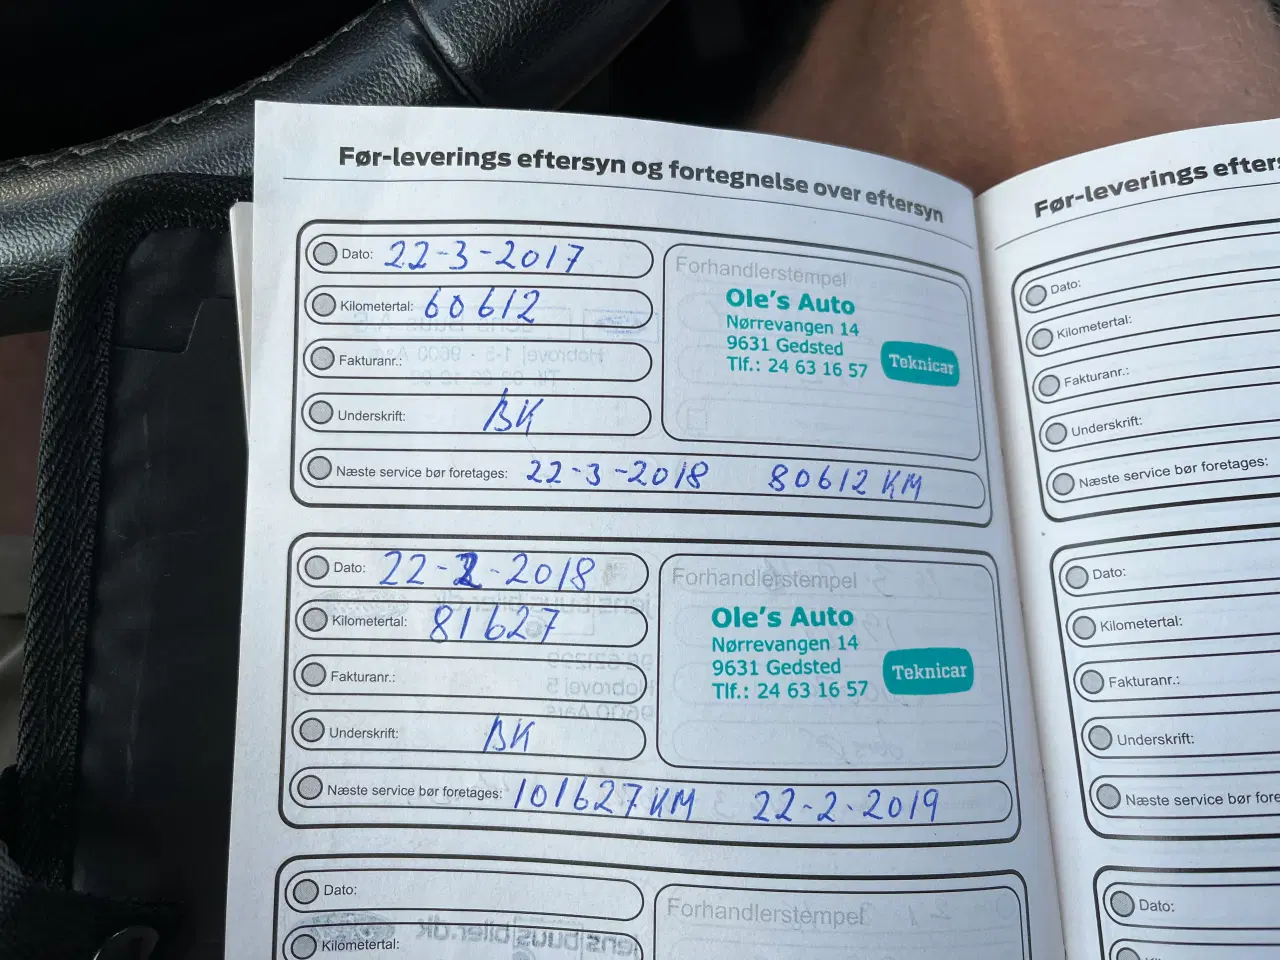 Før-leverings eftersyn og fortegnelse over eftersyn
Dato: 22-3-2017
Kilometertal: 60612
Fakturanr.:
Underskrift: BK
Næste service bør foretages: 22-3-2018 80612 KM
Forhandlerstempel
Ole's Auto
Nørrevangen 14
9631 Gedsted
Tlf.: 24 63 16 57
Teknicar
Dato: 22-2-2018
Kilometertal: 81627
Fakturanr.:
Underskrift: BK
Næste service bør foretages: 101627 KM 22-2-2019
Forhandlerstempel
Ole's Auto
Nørrevangen 14
9631 Gedsted
Tlf.: 24 63 16 57
Teknicar
Dato:
Kilometertal:
Forhandlerstempel
Før-leverings
Dato:
Kilometertal:
Fakturanr.:
Underskrift:
Næste service bør foretages:
Dato:
Kilometertal:
Fakturanr.:
Underskrift:
Næste service bør
Dato: